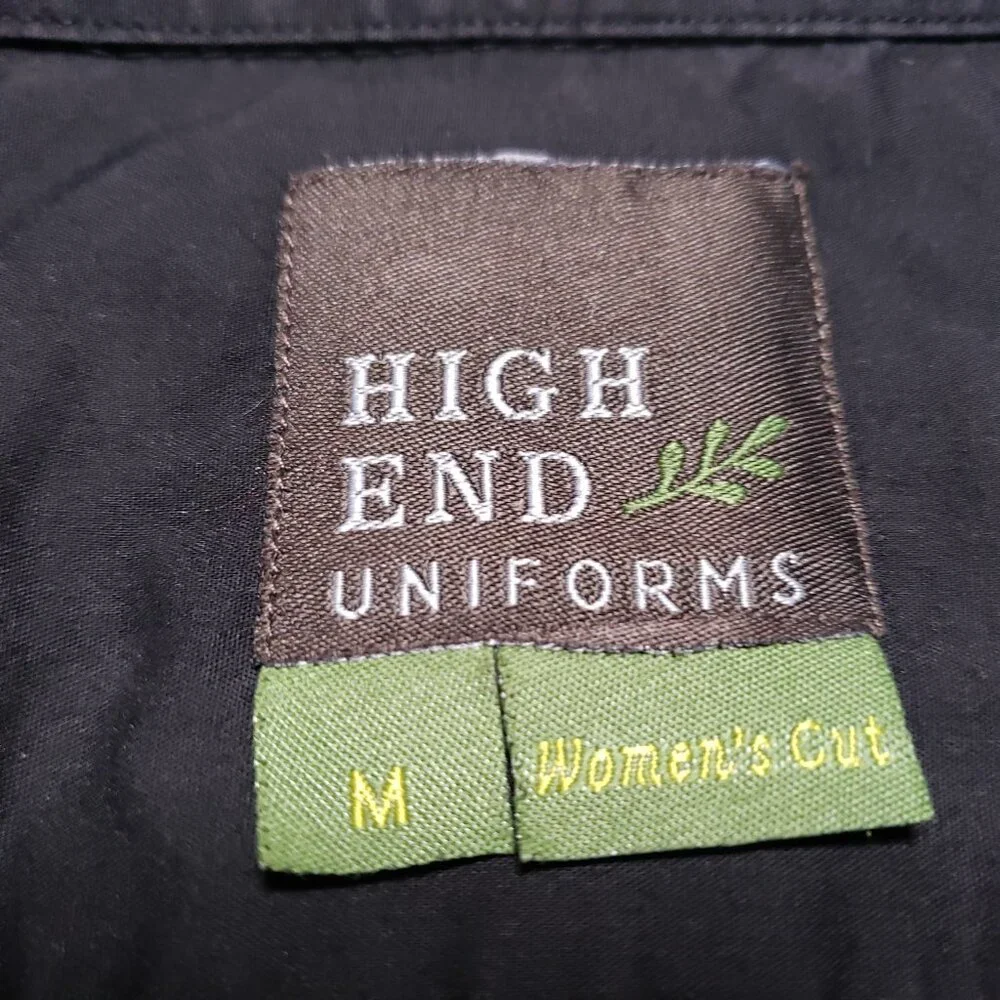 HIGH
END
UNIFORMS
M
Women's Cut